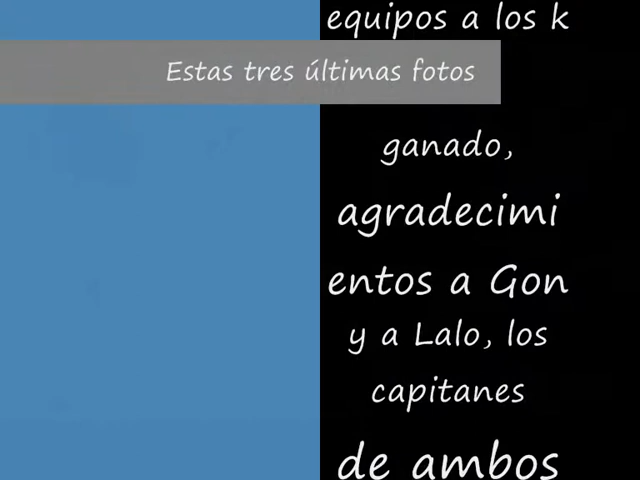 equipos a los k
Estas tres últimas fotos
ganado,
agradecimi
entos a Gon
y a Lalo, los
capitanes
de ambos